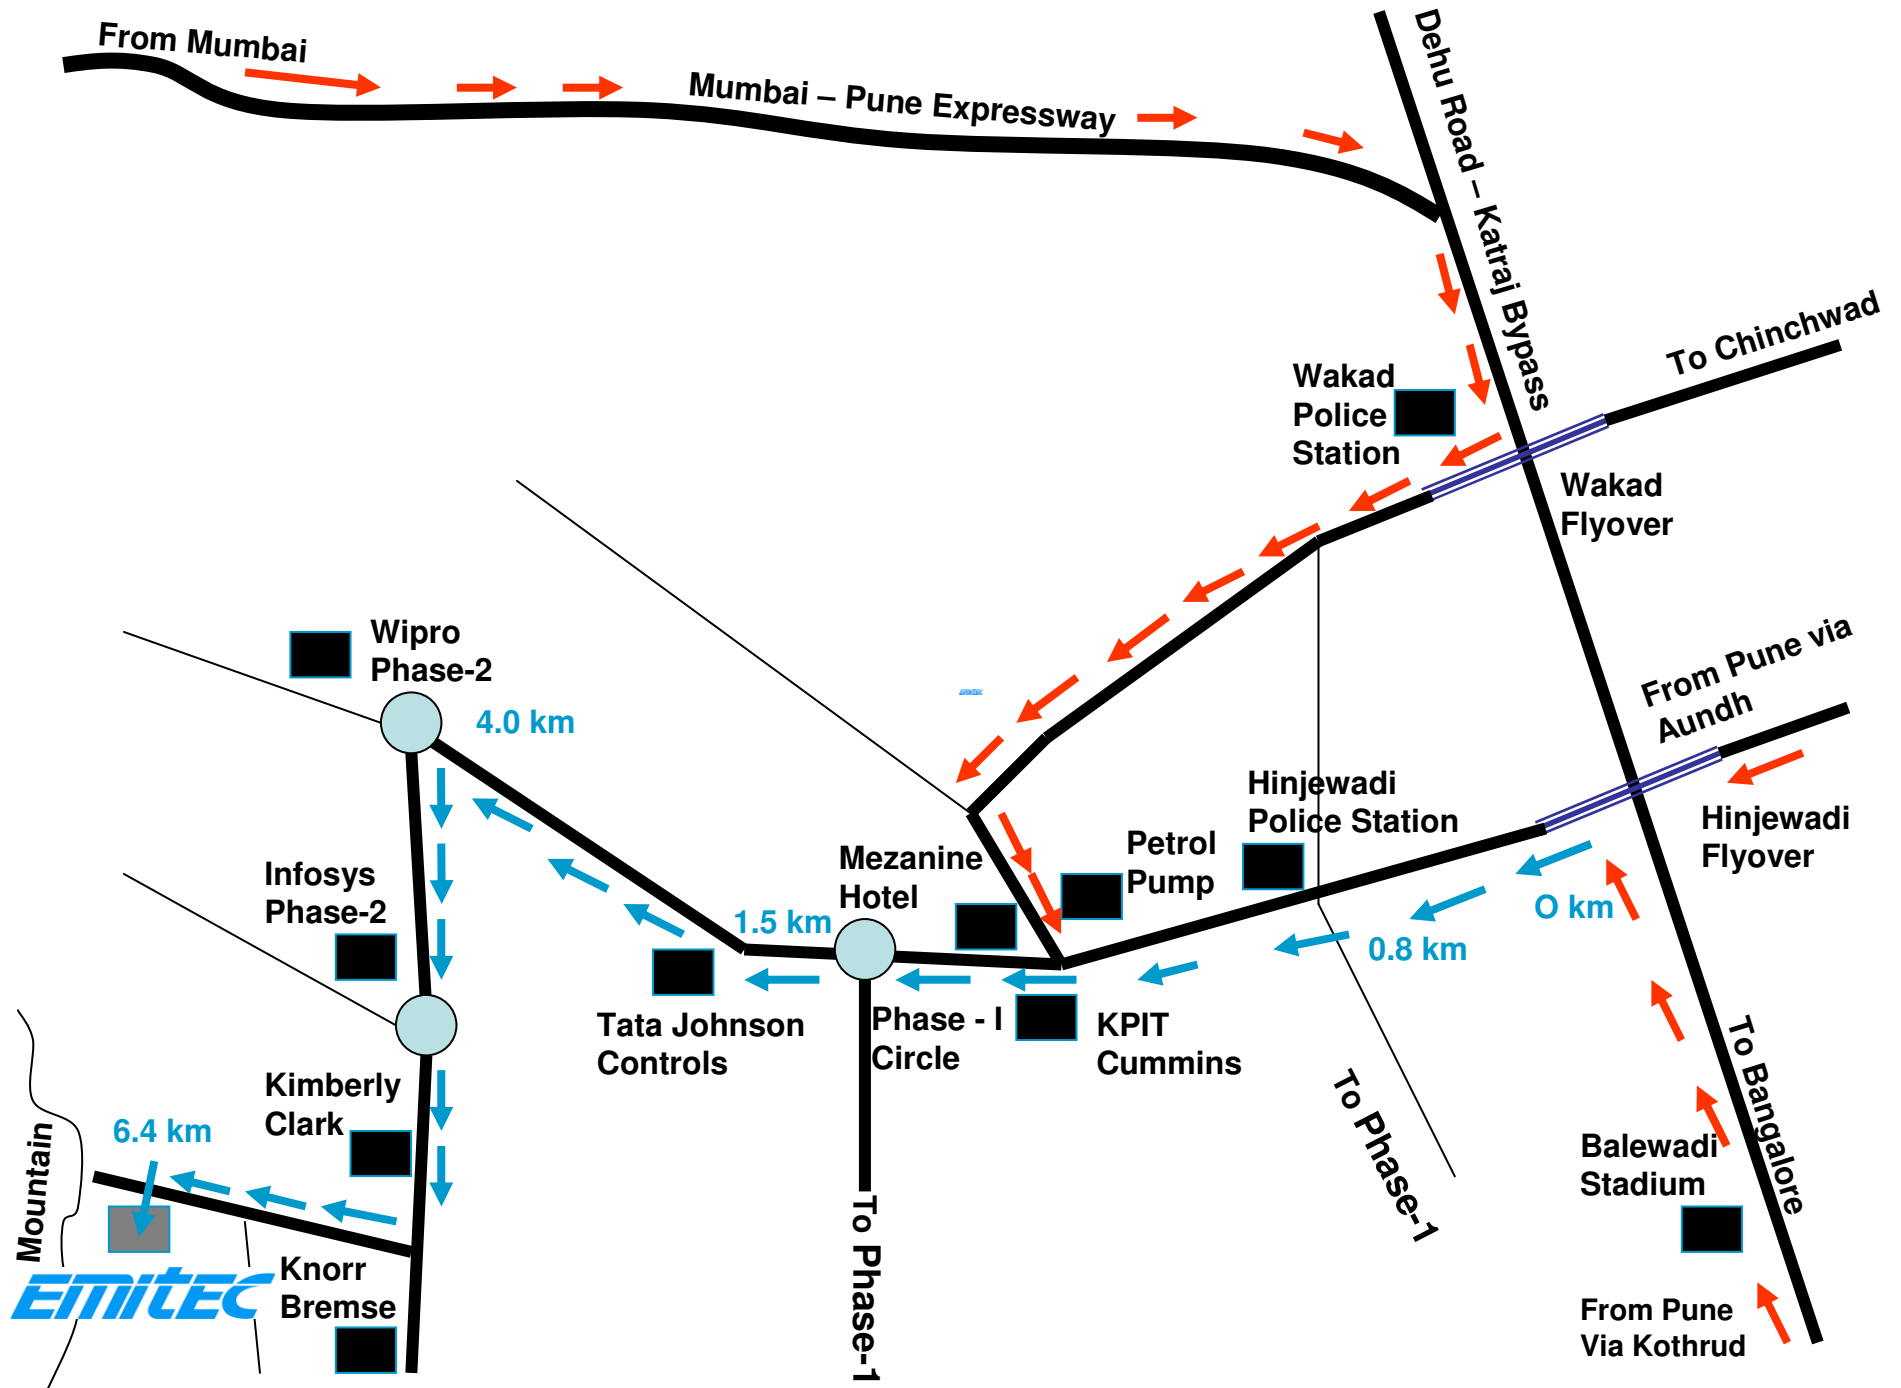 From Mumbai
Mumbai – Pune Expressway
Dehu Road – Katraj Bypass
To Chinchwad
Wakad
Police
Station
Wakad
Flyover
From Pune via
Aundh
Wipro
Phase-2
4.0 km
Hinjewadi
Police Station
Hinjewadi
Flyover
Petrol
Pump
Mezanine
Hotel
Infosys
Phase-2
1.5 km
O km
0.8 km
Tata Johnson
Controls
Phase - I
Circle
KPIT
Cummins
To Bangalore
Kimberly
Clark
6.4 km
Mountain
To Phase-1
Balewadi
Stadium
To Phase-1
EMITEC
Knorr
Bremse
From Pune
Via Kothrud